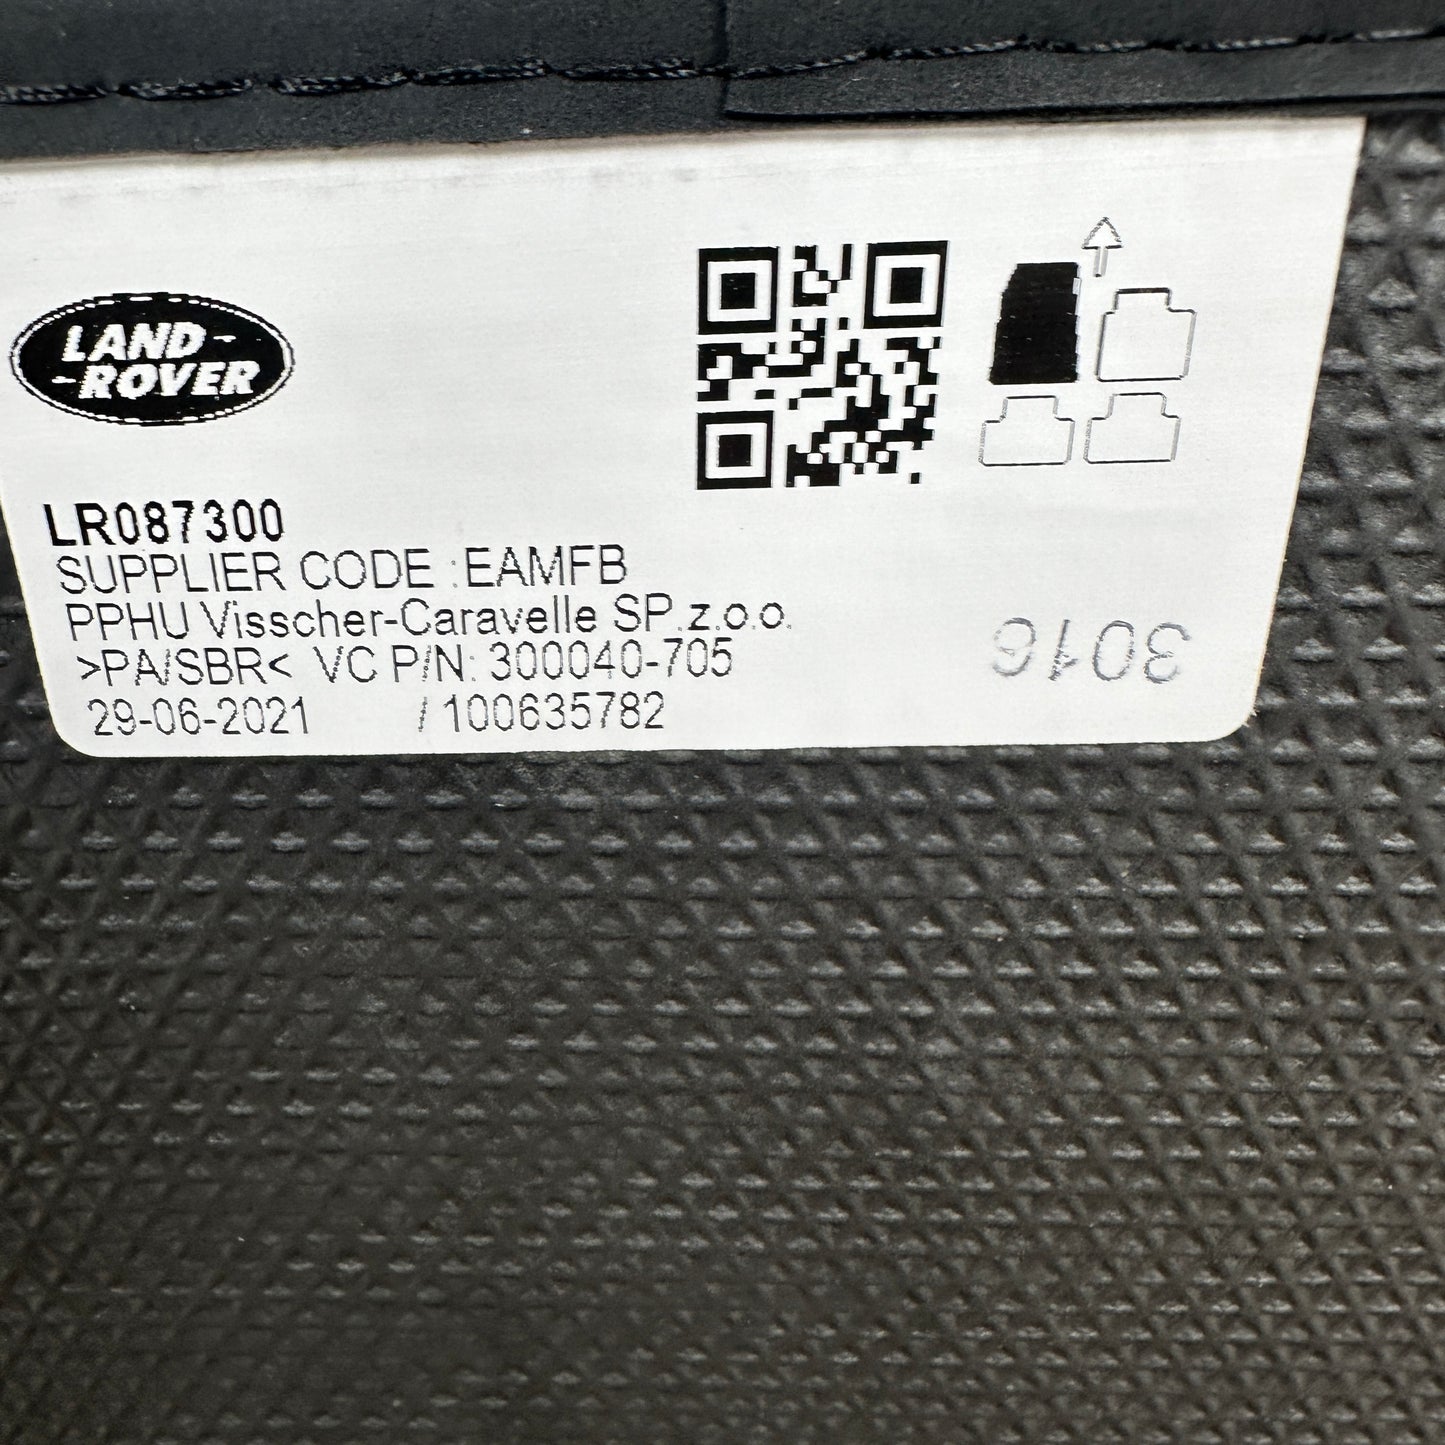 LAND-
-ROVER
LR087300
SUPPLIER CODE :EAMFB
PPHU Visscher-Caravelle SP.z.o.o.
>PA/SBR< VC P/N: 300040-705
29-06-2021 / 100635782
3016